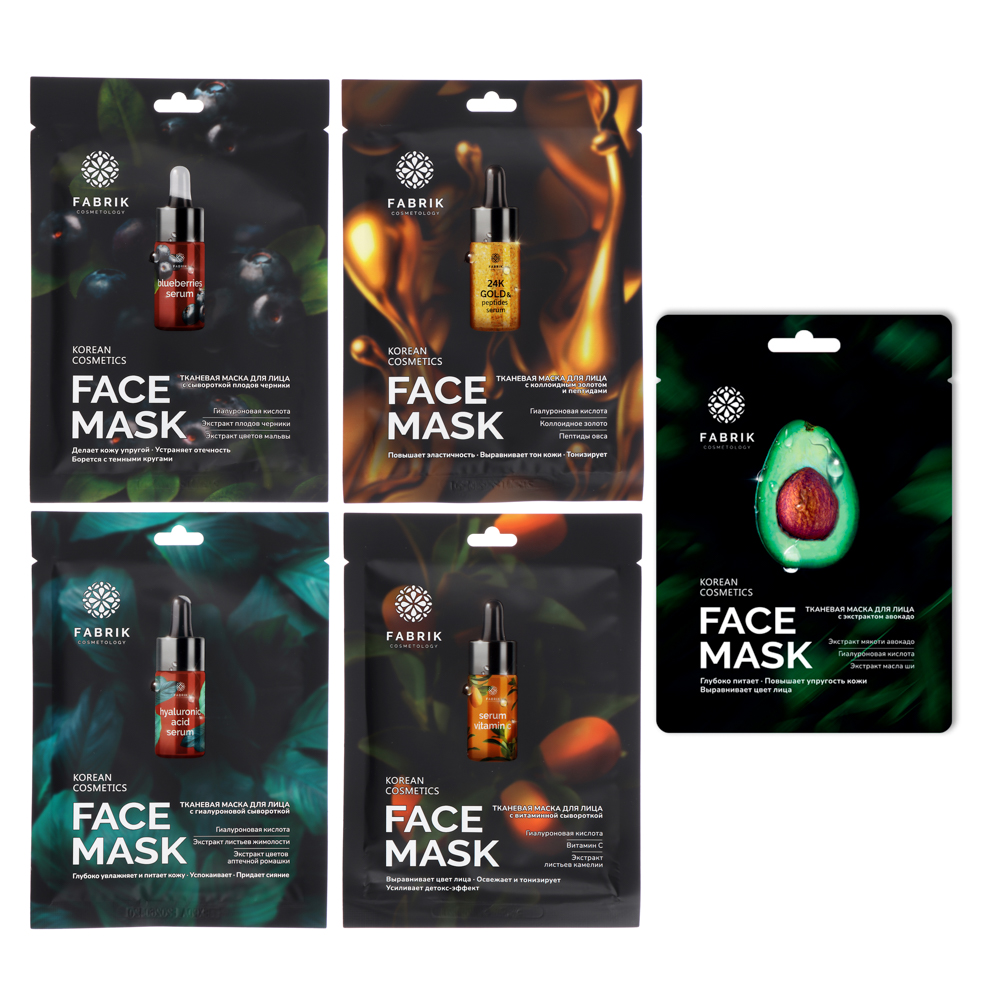 FABRIK
COSMETOLOGY
FABRIK
blueberries
serum
KOREAN
COSMETICS
FACE
MASK
ТКАНЕВАЯ МАСКА ДЛЯ ЛИЦА
с сывороткой плодов черники
Гиалуроновая кислота
Экстракт плодов черники
Экстракт цветов мальвы
Делает кожу упругой · Устраняет отечность
Борется с темными кругами
FABRIK
COSMETOLOGY
FABRIK
24K
GOLD&
peptides
serum
KOREAN
COSMETICS
FACE
MASK
ТКАНЕВАЯ МАСКА ДЛЯ ЛИЦА
с коллоидным золотом
и пептидами
Гиалуроновая кислота
Коллоидное золото
Пептиды овса
Повышает эластичность · Выравнивает тон кожи · Тонизирует
FABRIK
COSMETOLOGY
KOREAN
COSMETICS
FACE
MASK
ТКАНЕВАЯ МАСКА ДЛЯ ЛИЦА
с экстрактом авокадо
Экстракт мякоти авокадо
Гиалуроновая кислота
Экстракт масла ши
Глубоко питает · Повышает упругость кожи
Выравнивает цвет лица
FABRIK
COSMETOLOGY
FABRIK
hyaluronic
acid
serum
KOREAN
COSMETICS
FACE
MASK
ТКАНЕВАЯ МАСКА ДЛЯ ЛИЦА
с гиалуроновой сывороткой
Гиалуроновая кислота
Экстракт листьев жимолости
Экстракт цветов
аптечной ромашки
Глубоко увлажняет и питает кожу · Успокаивает · Придает сияние
FABRIK
COSMETOLOGY
FABRIK
serum
vitamin c
KOREAN
COSMETICS
FACE
MASK
ТКАНЕВАЯ МАСКА ДЛЯ ЛИЦА
с витаминной сывороткой
Гиалуроновая кислота
Витамин С
Экстракт
листьев камелии
Выравнивает цвет лица · Освежает и тонизирует
Усиливает детокс-эффект